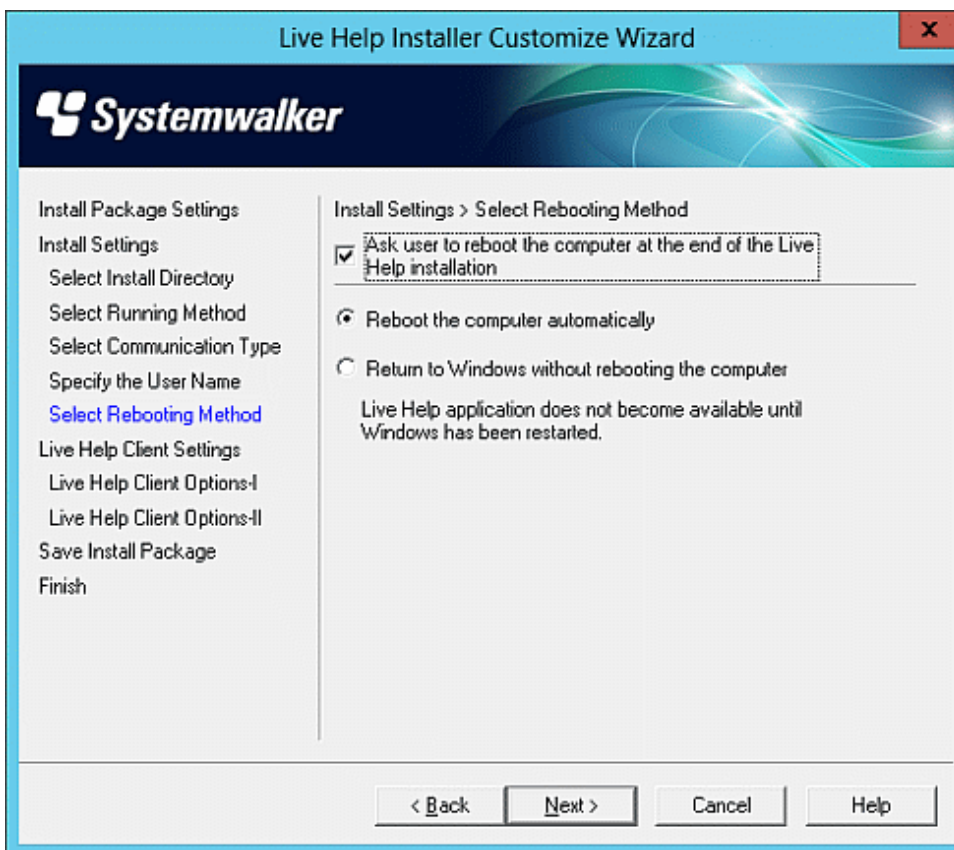 Live Help Installer Customize Wizard
x
Systemwalker
Install Package Settings
Install Settings
Select Install Directory
Select Running Method
Select Communication Type
Specify the User Name
Select Rebooting Method
Live Help Client Settings
Live Help Client Options-I
Live Help Client Options-II
Save Install Package
Finish
Install Settings > Select Rebooting Method
Ask user to reboot the computer at the end of the Live
Help installation
Reboot the computer automatically
Return to Windows without rebooting the computer
Live Help application does not become available until
Windows has been restarted.
< Back
Next >
Cancel
Help